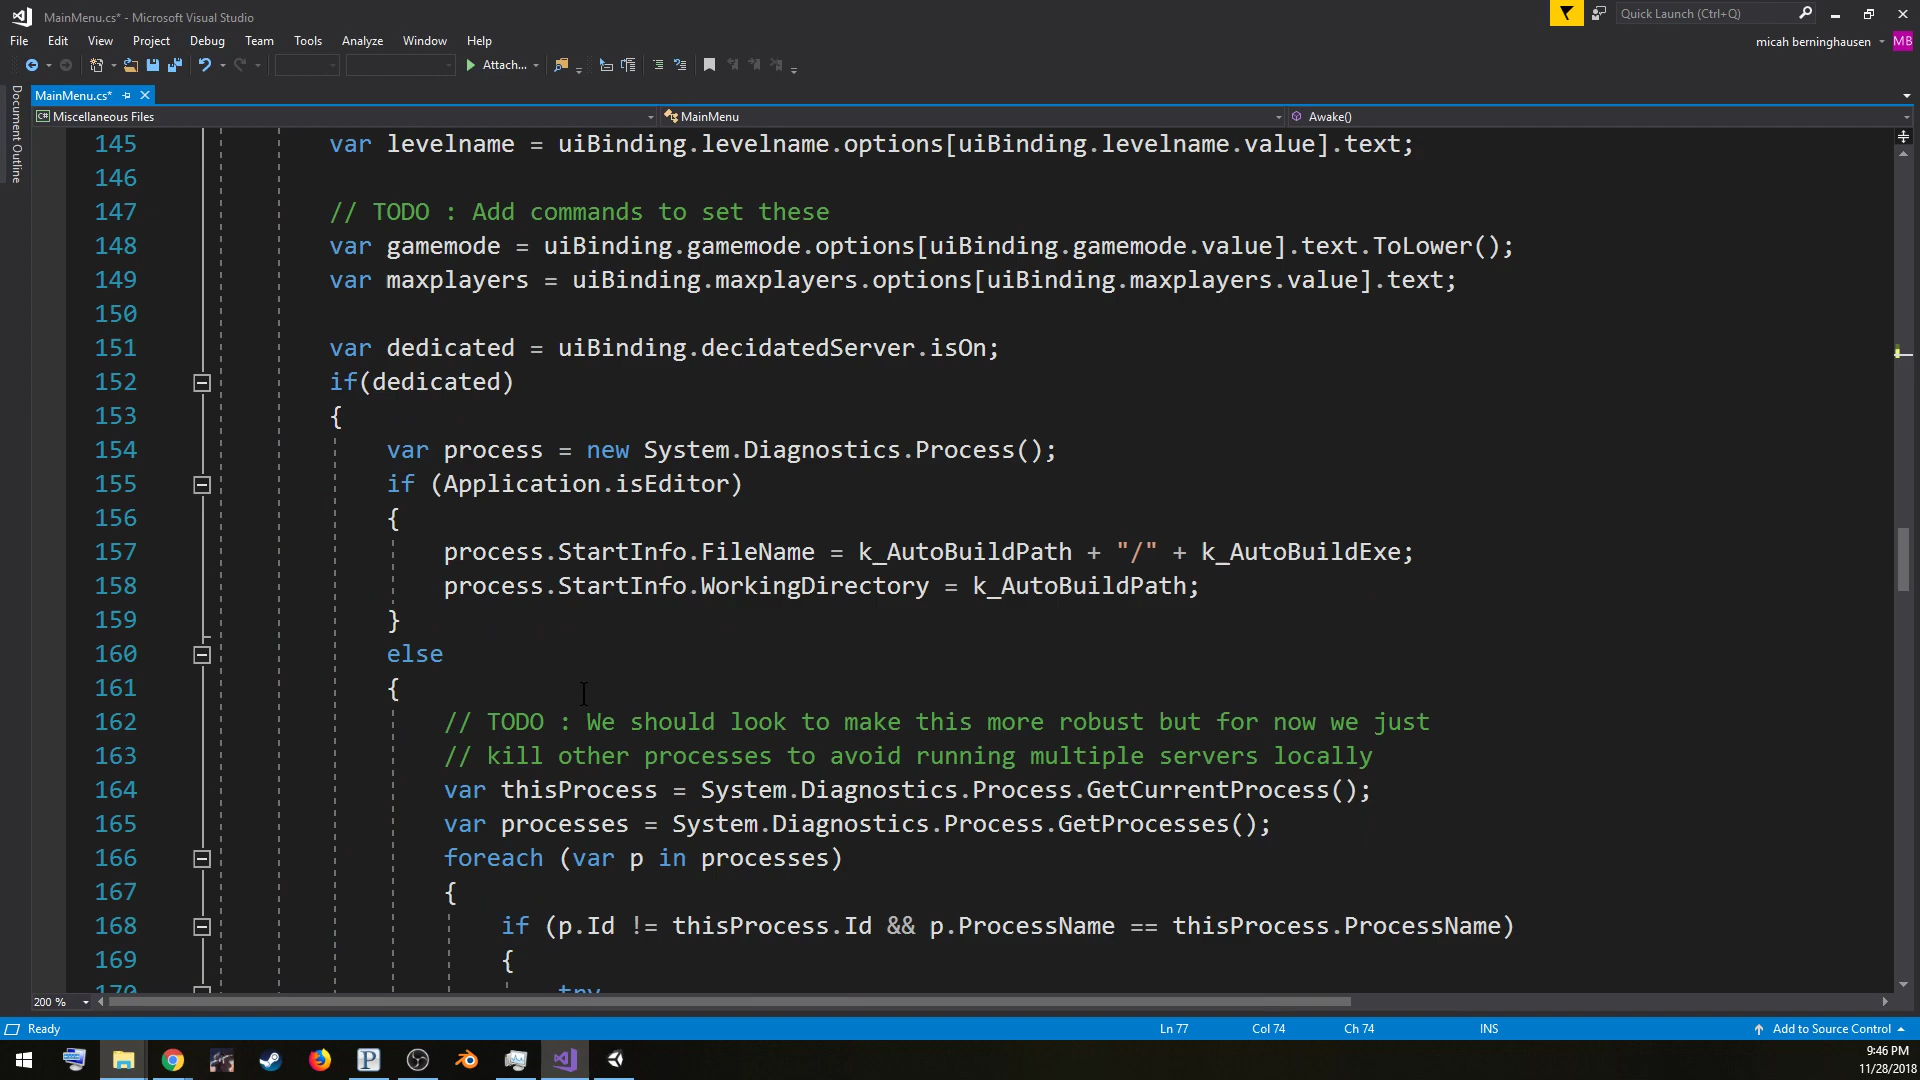 MainMenu.cs* - Microsoft Visual Studio
Quick Launch (Ctrl+Q)
File Edit View Project Debug Team Tools Analyze Window Help
micah berninghausen MB
Attach...
Document Outline
MainMenu.cs*
Miscellaneous Files MainMenu Awake()
145 var levelname = uiBinding.levelname.options[uiBinding.levelname.value].text;
146
147 // TODO : Add commands to set these
148 var gamemode = uiBinding.gamemode.options[uiBinding.gamemode.value].text.ToLower();
149 var maxplayers = uiBinding.maxplayers.options[uiBinding.maxplayers.value].text;
150
151 var dedicated = uiBinding.decidatedServer.isOn;
152 if(dedicated)
153 {
154 var process = new System.Diagnostics.Process();
155 if (Application.isEditor)
156 {
157 process.StartInfo.FileName = k_AutoBuildPath + "/" + k_AutoBuildExe;
158 process.StartInfo.WorkingDirectory = k_AutoBuildPath;
159 }
160 else
161 {
162 // TODO : We should look to make this more robust but for now we just
163 // kill other processes to avoid running multiple servers locally
164 var thisProcess = System.Diagnostics.Process.GetCurrentProcess();
165 var processes = System.Diagnostics.Process.GetProcesses();
166 foreach (var p in processes)
167 {
168 if (p.Id != thisProcess.Id && p.ProcessName == thisProcess.ProcessName)
169 {
170 try
200 %
Ready Ln 77 Col 74 Ch 74 INS Add to Source Control
9:46 PM
11/28/2018